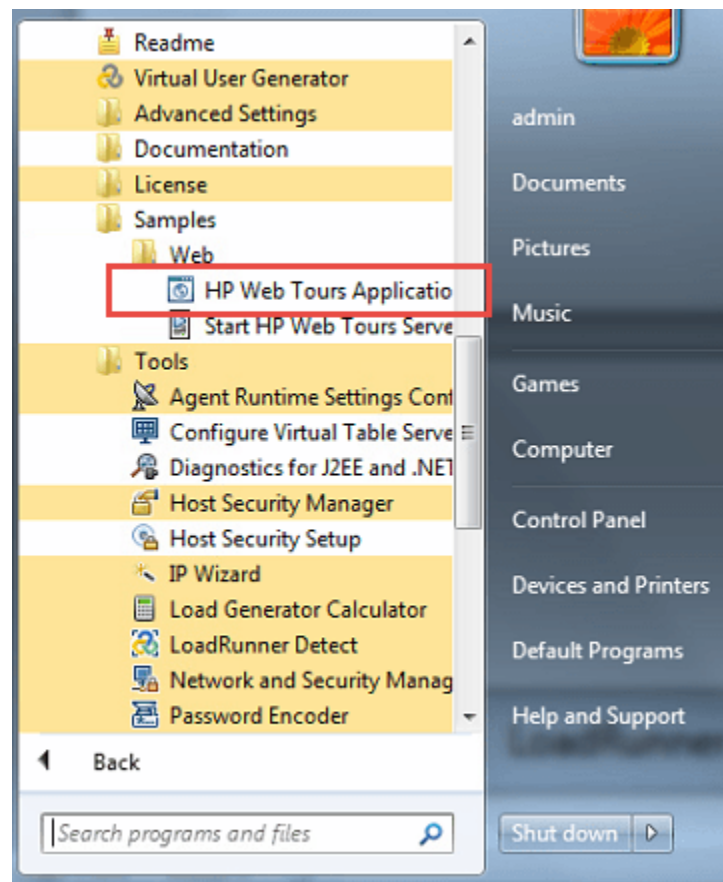 Readme
Virtual User Generator
Advanced Settings
Documentation
License
Samples
Web
HP Web Tours Applicatio
Start HP Web Tours Serve
Tools
Agent Runtime Settings Conf
Configure Virtual Table Serve
Diagnostics for J2EE and .NET
Host Security Manager
Host Security Setup
IP Wizard
Load Generator Calculator
LoadRunner Detect
Network and Security Manag
Password Encoder
Back
Search programs and files
admin
Documents
Pictures
Music
Games
Computer
Control Panel
Devices and Printers
Default Programs
Help and Support
LoadRunner
Shut down